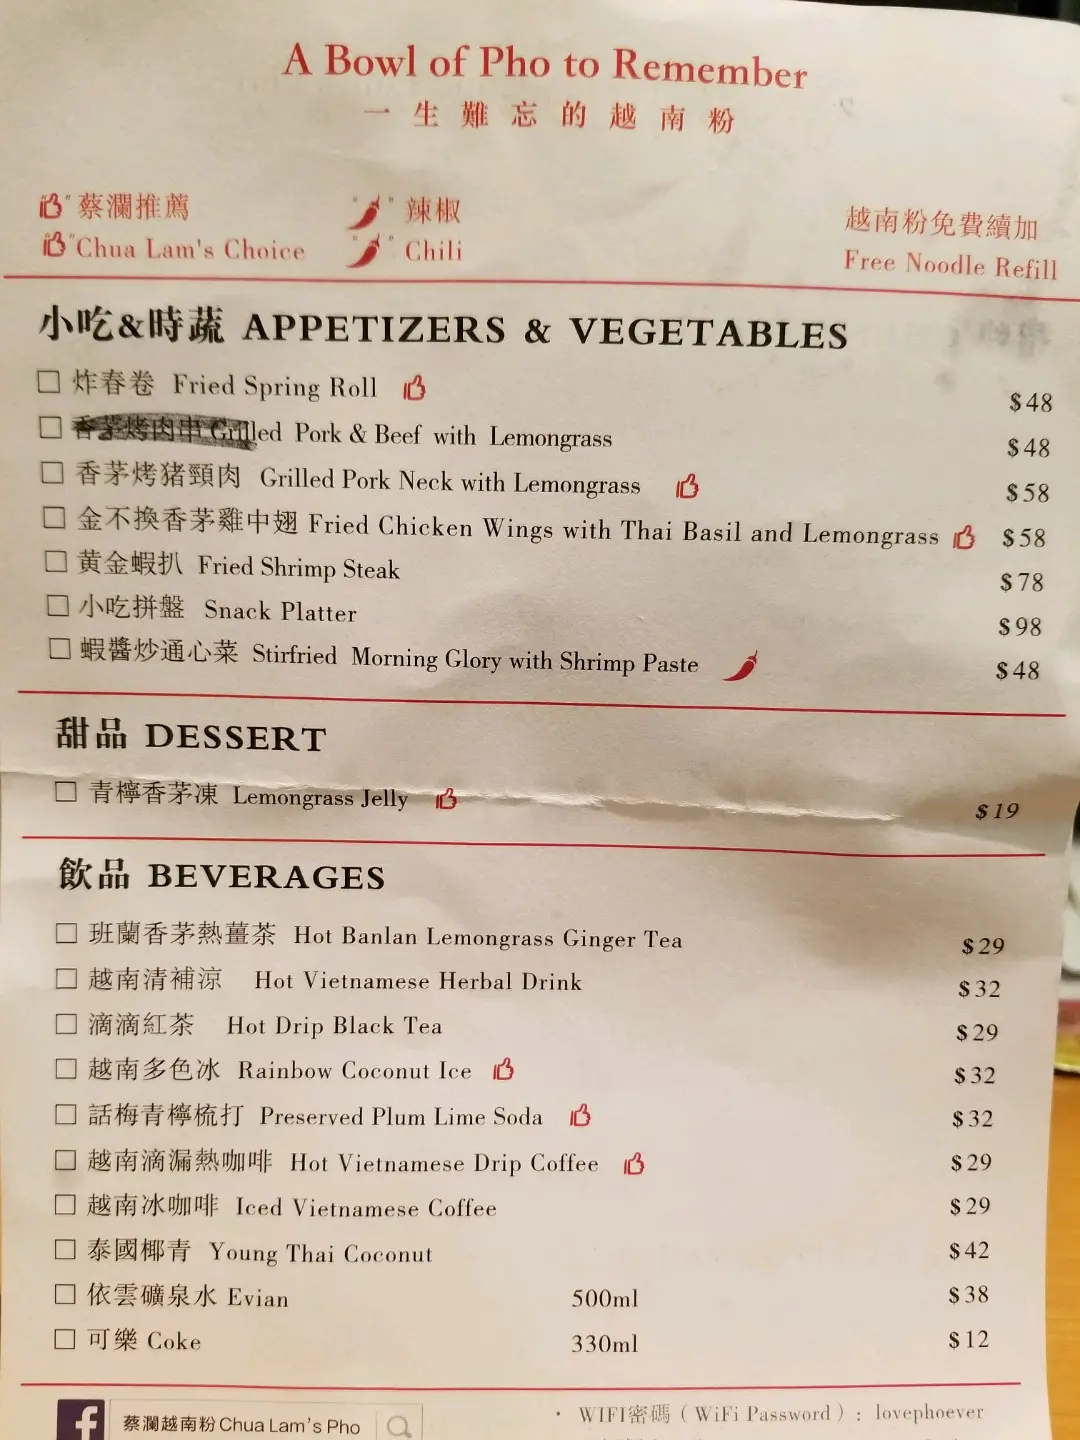 A Bowl of Pho to Remember
一生難忘的越南粉
蔡瀾推薦 辣椒 越南粉免費續加
Chua Lam's Choice Chili Free Noodle Refill
小吃&時蔬 APPETIZERS & VEGETABLES
炸春卷 Fried Spring Roll $48
香茅烤肉串 Grilled Pork & Beef with Lemongrass $48
香茅烤猪頸肉 Grilled Pork Neck with Lemongrass $58
金不換香茅雞中翅 Fried Chicken Wings with Thai Basil and Lemongrass $58
黄金蝦扒 Fried Shrimp Steak $78
小吃拼盤 Snack Platter $98
蝦醬炒通心菜 Stirfried Morning Glory with Shrimp Paste $48
甜品 DESSERT
青檸香茅凍 Lemongrass Jelly $19
飲品 BEVERAGES
班蘭香茅熱薑茶 Hot Banlan Lemongrass Ginger Tea $29
越南清補涼 Hot Vietnamese Herbal Drink $32
滴滴紅茶 Hot Drip Black Tea $29
越南多色冰 Rainbow Coconut Ice $32
話梅青檸梳打 Preserved Plum Lime Soda $32
越南滴漏熱咖啡 Hot Vietnamese Drip Coffee $29
越南冰咖啡 Iced Vietnamese Coffee $29
泰國椰青 Young Thai Coconut $42
依雲礦泉水 Evian 500ml $38
可樂 Coke 330ml $12
蔡瀾越南粉 Chua Lam's Pho · WIFI密碼 ( WiFi Password ) : lovephoever